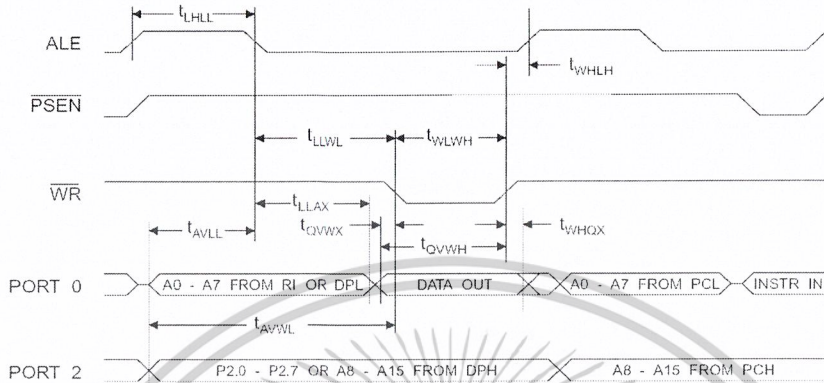 tLHLL
ALE
tWHLH
PSEN
tLLWL
tWLWH
WR
tLLAX
tAVLL
tQVWX
tWHQX
tQVWH
PORT 0
A0 - A7 FROM RI OR DPL
DATA OUT
A0 - A7 FROM PCL
INSTR IN
tAVWL
PORT 2
P2.0 - P2.7 OR A8 - A15 FROM DPH
A8 - A15 FROM PCH